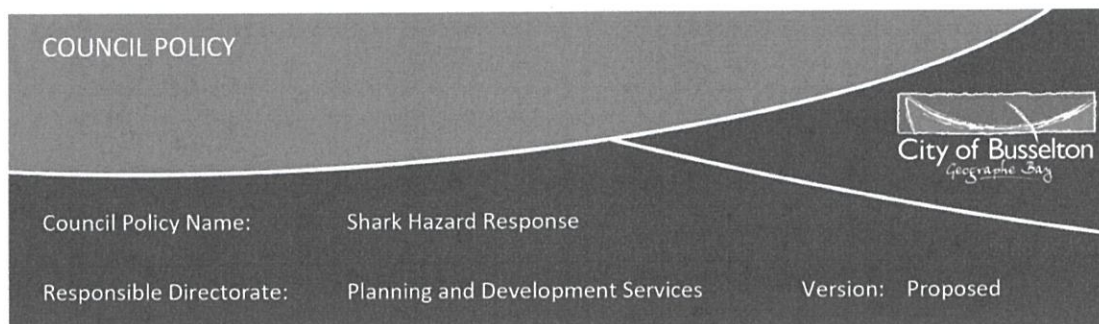 COUNCIL POLICY
City of Busselton
Geographe Bay
Council Policy Name: Shark Hazard Response
Responsible Directorate: Planning and Development Services Version: Proposed